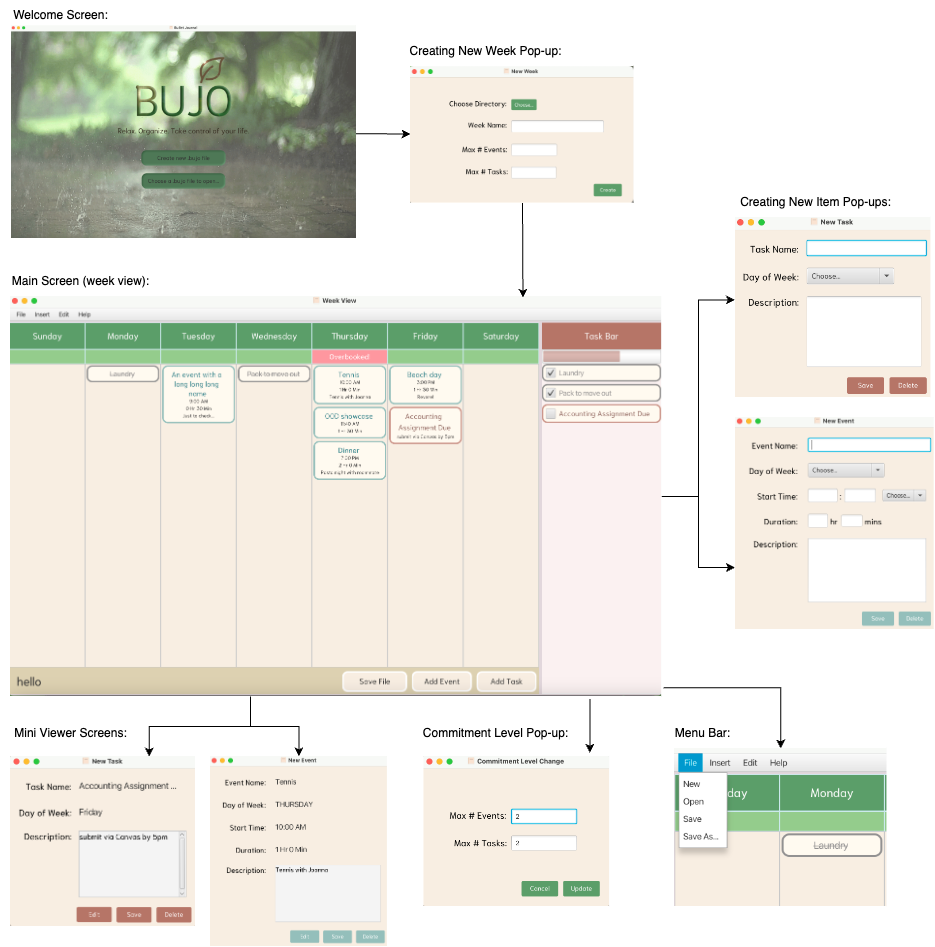 Welcome Screen:
Bullet Journal
BUJO
Relax. Organize. Take control of your life.
Create new .bujo file
Choose a .bujo file to open...
Creating New Week Pop-up:
New Week
Choose Directory: Choose...
Week Name:
Max # Events:
Max # Tasks:
Create
Creating New Item Pop-ups:
New Task
Task Name:
Day of Week: Choose..
Description:
Save Delete
New Event
Event Name:
Day of Week: Choose..
Start Time: : Choose..
Duration: hr mins
Description:
Save Delete
Main Screen (week view):
Week View
File Insert Edit Help
Sunday Monday Tuesday Wednesday Thursday Friday Saturday Task Bar
Overbooked!
Laundry
An event with a
long long long
name
9:00 AM
0 Hr 30 Min
Just to check...
Pack to move out
Tennis
10:00 AM
1 Hr 0 Min
Tennis with Joanna
OOD showcase
11:40 AM
1 Hr 30 Min
Dinner
7:00 PM
2 Hr 0 Min
Pasta night with roommate
Beach day
3:00 PM
1 Hr 30 Min
Revere!
Accounting
Assignment Due
submit via Canvas by 5pm
Laundry
Pack to move out
Accounting Assignment Due
hello
Save File Add Event Add Task
Mini Viewer Screens:
New Task
Task Name: Accounting Assignment ...
Day of Week: Friday
Description: submit via Canvas by 5pm
Edit Save Delete
New Event
Event Name: Tennis
Day of Week: THURSDAY
Start Time: 10:00 AM
Duration: 1 Hr 0 Min
Description: Tennis with Joanna
Edit Save Delete
Commitment Level Pop-up:
Commitment Level Change
Max # Events: 2
Max # Tasks: 2
Cancel Update
Menu Bar:
File Insert Edit Help
New
Open
Save
Save As...
day Monday
Laundry